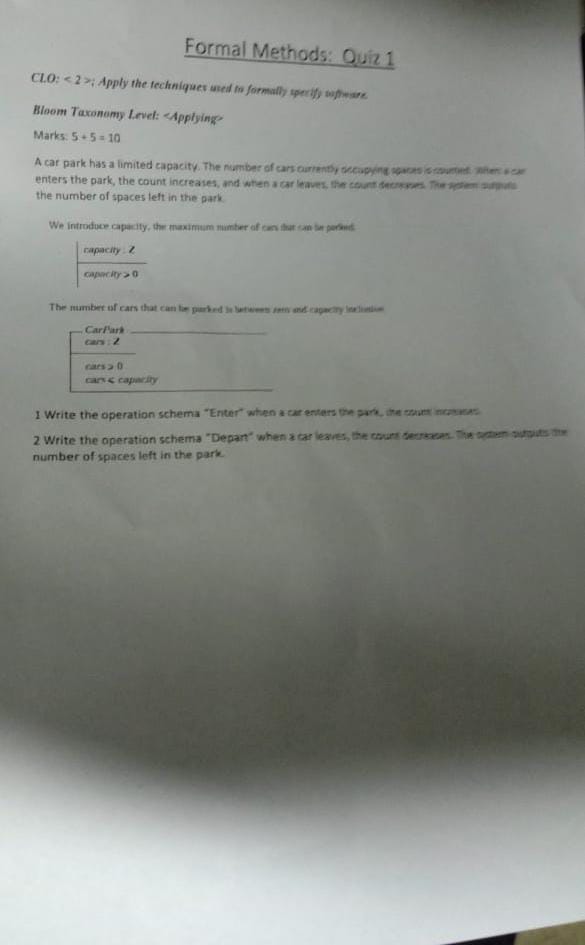 Formal Methods: Quiz 1
CLO: < 2 >; Apply the techniques used to formally specify software.
Bloom Taxonomy Level: <Applying>
Marks: 5 + 5 = 10
A car park has a limited capacity. The number of cars currently occupying spaces is counted. When a car
enters the park, the count increases, and when a car leaves, the count decreases. The system outputs
the number of spaces left in the park.
We introduce capacity, the maximum number of cars that can be parked.
capacity : ℤ
capacity > 0
The number of cars that can be parked is between zero and capacity inclusive
CarPark
cars : ℤ
cars ⩾ 0
cars ⩽ capacity
1 Write the operation schema "Enter" when a car enters the park, the count increases.
2 Write the operation schema "Depart" when a car leaves, the count decreases. The system outputs the
number of spaces left in the park.